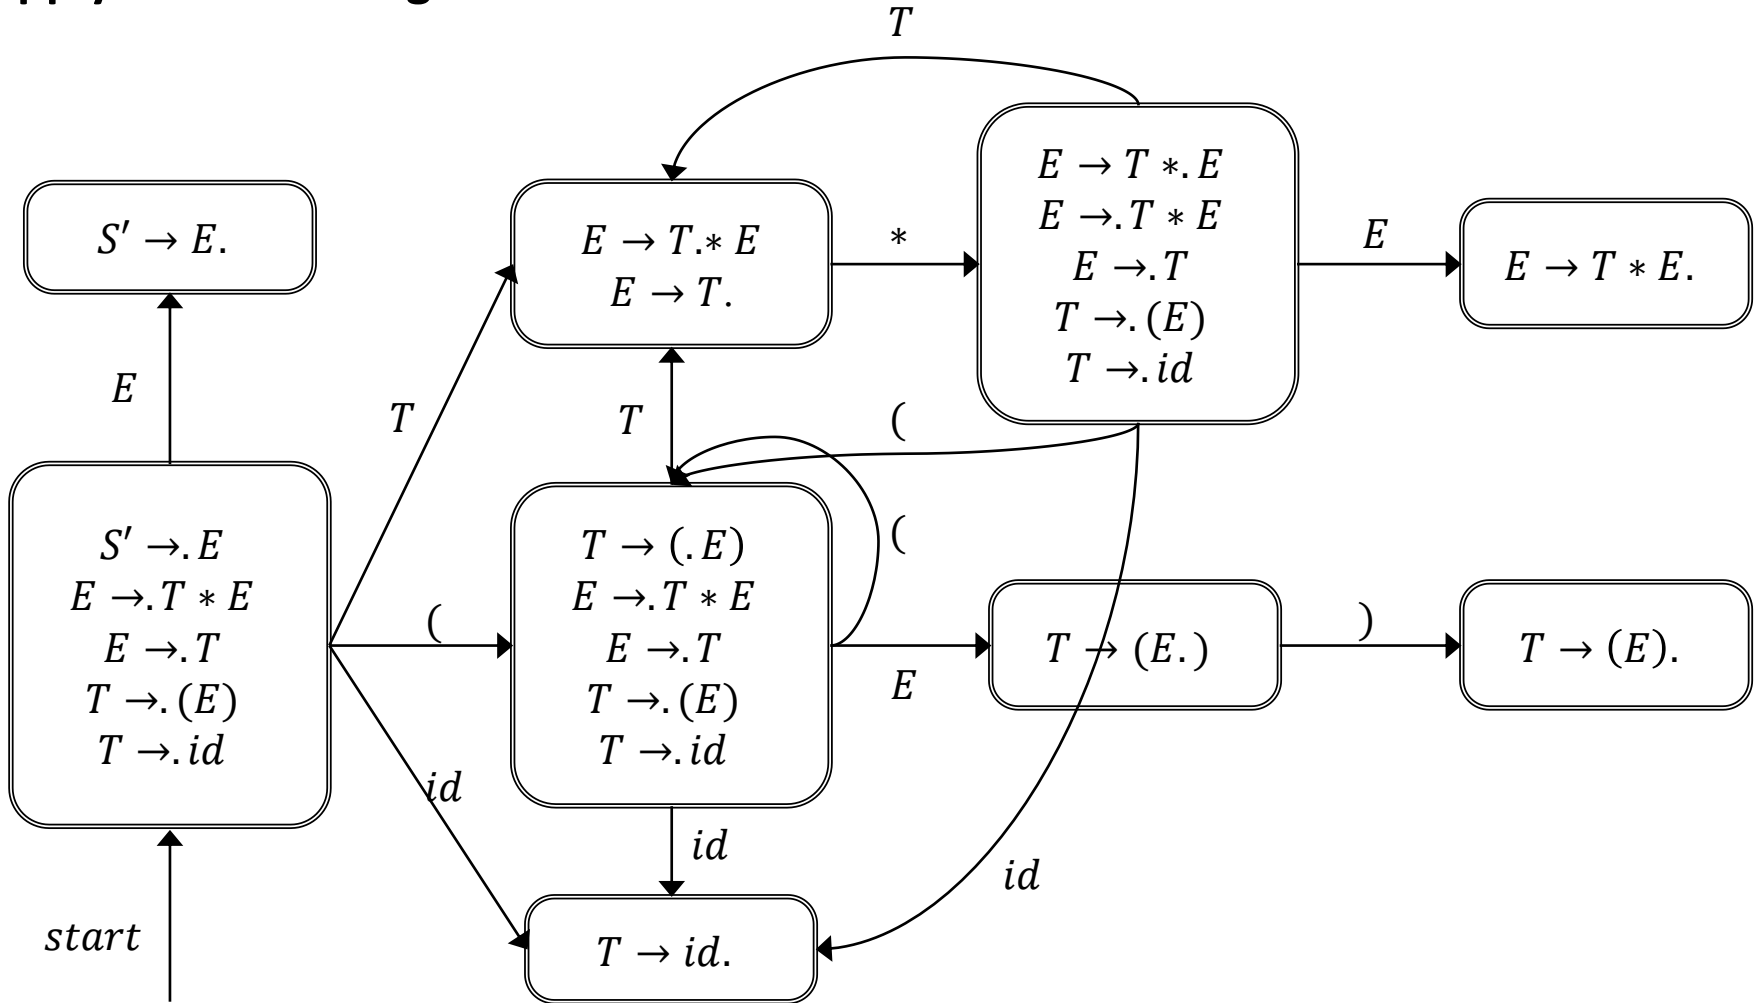 T
E → T ∗. E
E →. T ∗ E
E →. T
T →. (E)
T →. id
S′ → E.
E → T.∗ E
E → T.
∗
E
E → T ∗ E.
E
T
T
(
S′ →. E
E →. T ∗ E
E →. T
T →. (E)
T →. id
(
T → (. E)
E →. T ∗ E
E →. T
T →. (E)
T →. id
(
E
T → (E.)
)
T → (E).
id
id
id
start
T → id.